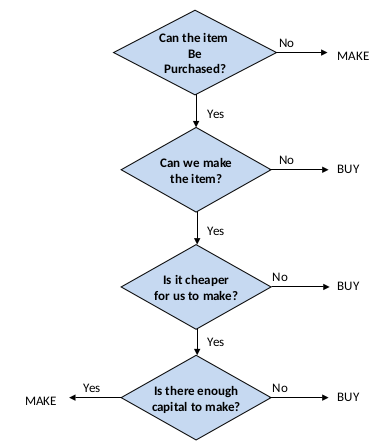 Can the item
Be
Purchased?
No
MAKE
Yes
Can we make
the item?
No
BUY
Yes
Is it cheaper
for us to make?
No
BUY
Yes
Is there enough
capital to make?
Yes
MAKE
No
BUY